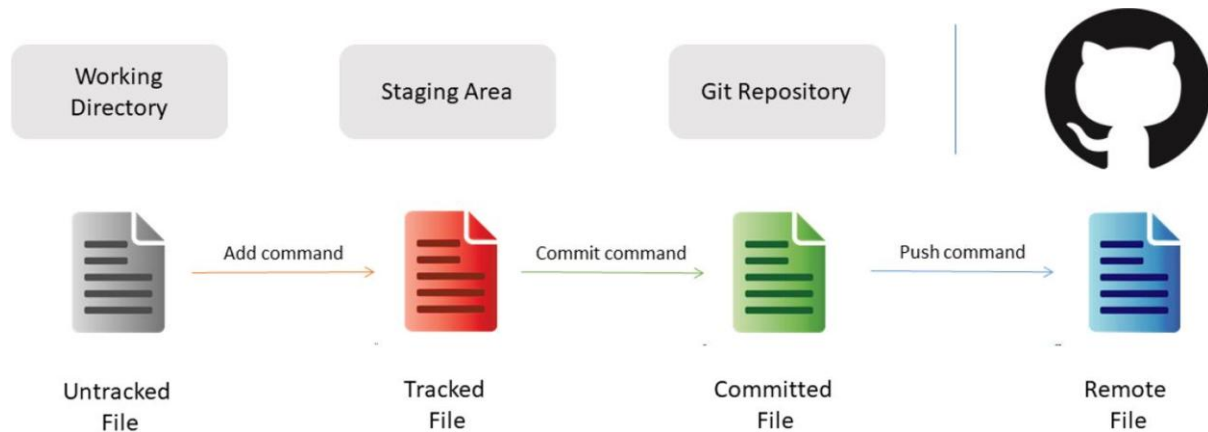 Working
Directory
Staging Area
Git Repository
Add command
Commit command
Push command
Untracked
File
Tracked
File
Committed
File
Remote
File